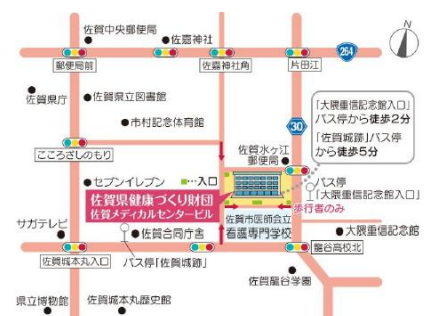 佐賀中央郵便局
佐嘉神社
N
264
郵便局前
佐嘉神社角
片田江
佐賀県庁
佐賀県立図書館
市村記念体育館
30
「大隈重信記念館入口」
バス停から徒歩2分
「佐賀城跡」バス停
から徒歩5分
佐賀水ヶ江
郵便局
こころざしのもり
セブンイレブン
■…入口
バス停
「大隈重信記念館入口」
佐賀県健康づくり財団
佐賀メディカルセンタービル
歩行者のみ
サガテレビ
佐賀合同庁舎
佐賀市医師会立
看護専門学校
大隈重信記念館
佐賀城本丸入口
バス停「佐賀城跡」
龍谷高校北
佐賀龍谷学園
県立博物館
佐賀城本丸歴史館